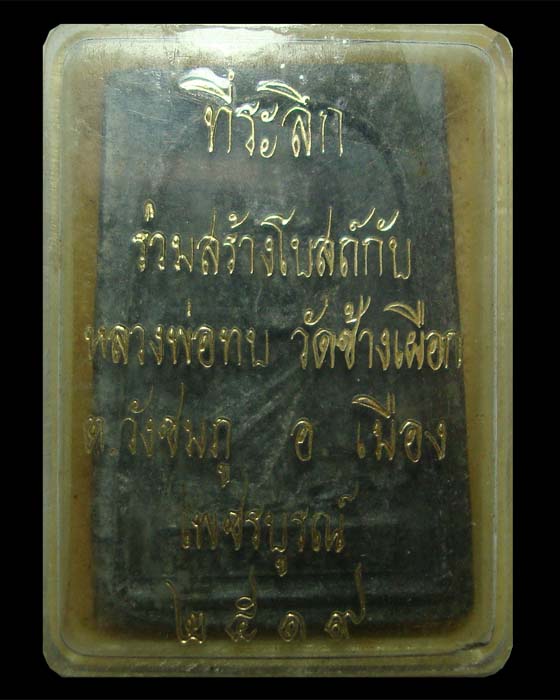 ที่ระลึก
ร่วมสร้างโบสถ์กับ
หลวงพ่อทบ วัดช้างเผือก
ต.วังชมภู อ. เมือง
เพชรบูรณ์
๒๕๑๙